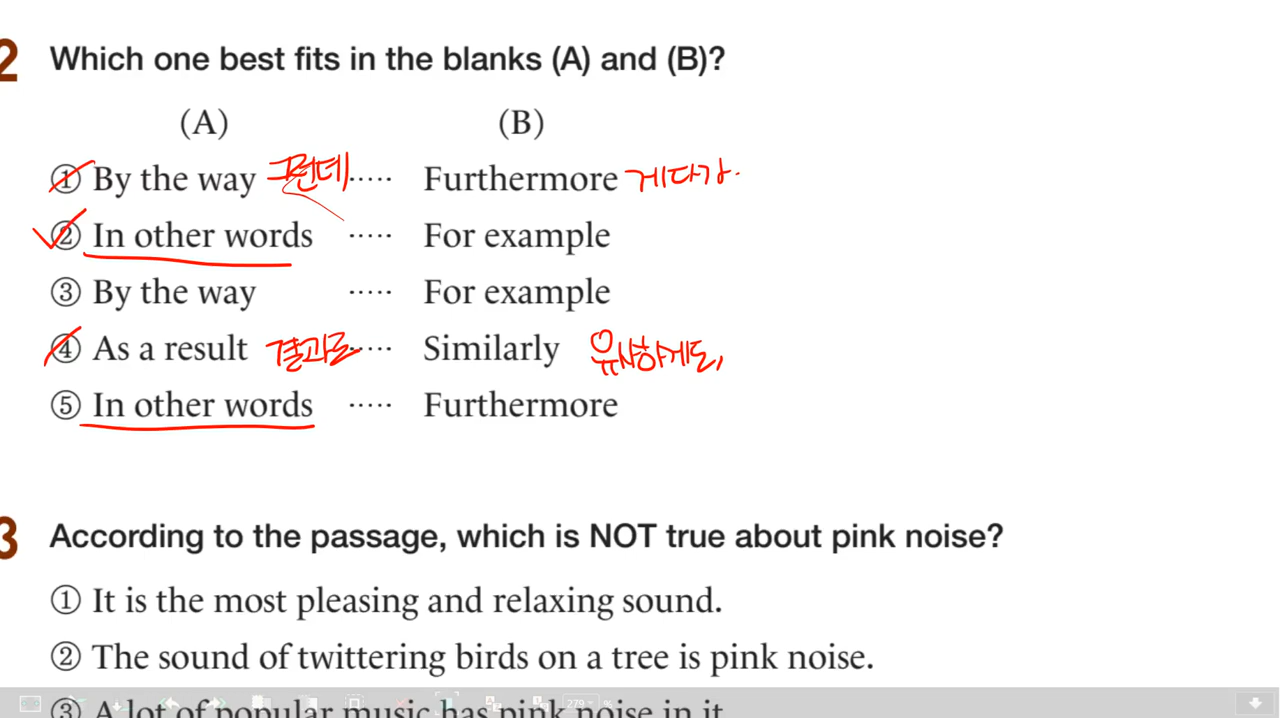 2 Which one best fits in the blanks (A) and (B)?
(A) (B)
① By the way 그런데 ····· Furthermore 게다가.
② In other words ····· For example
③ By the way ····· For example
④ As a result 결과로 ····· Similarly 유사하게도,
⑤ In other words ····· Furthermore
3 According to the passage, which is NOT true about pink noise?
① It is the most pleasing and relaxing sound.
② The sound of twittering birds on a tree is pink noise.
③ A lot of popular music has pink noise in it
279 %